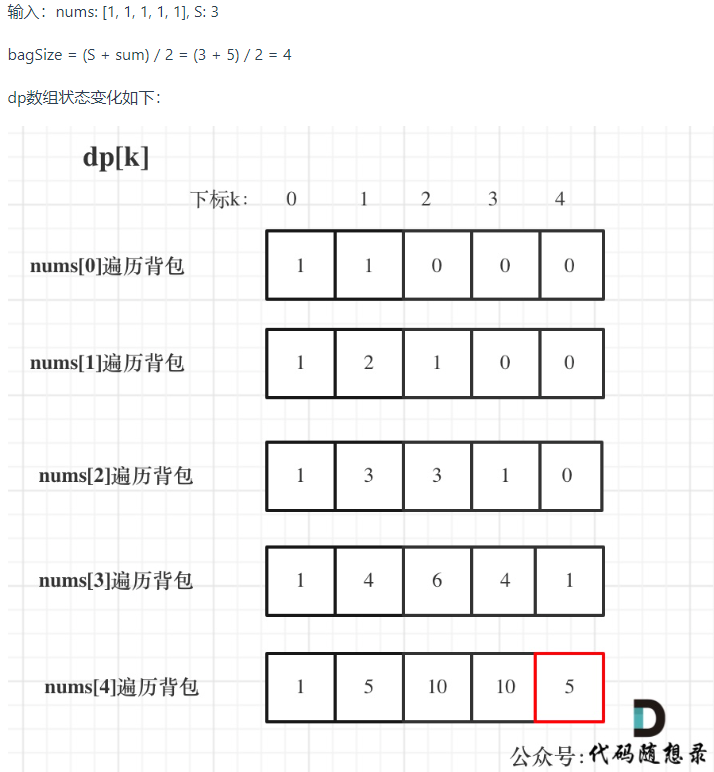 输入：nums: [1, 1, 1, 1, 1], S: 3
bagSize = (S + sum) / 2 = (3 + 5) / 2 = 4
dp数组状态变化如下：
dp[k]
下标k： 0 1 2 3 4
nums[0]遍历背包 1 1 0 0 0
nums[1]遍历背包 1 2 1 0 0
nums[2]遍历背包 1 3 3 1 0
nums[3]遍历背包 1 4 6 4 1
nums[4]遍历背包 1 5 10 10 5
公众号:代码随想录